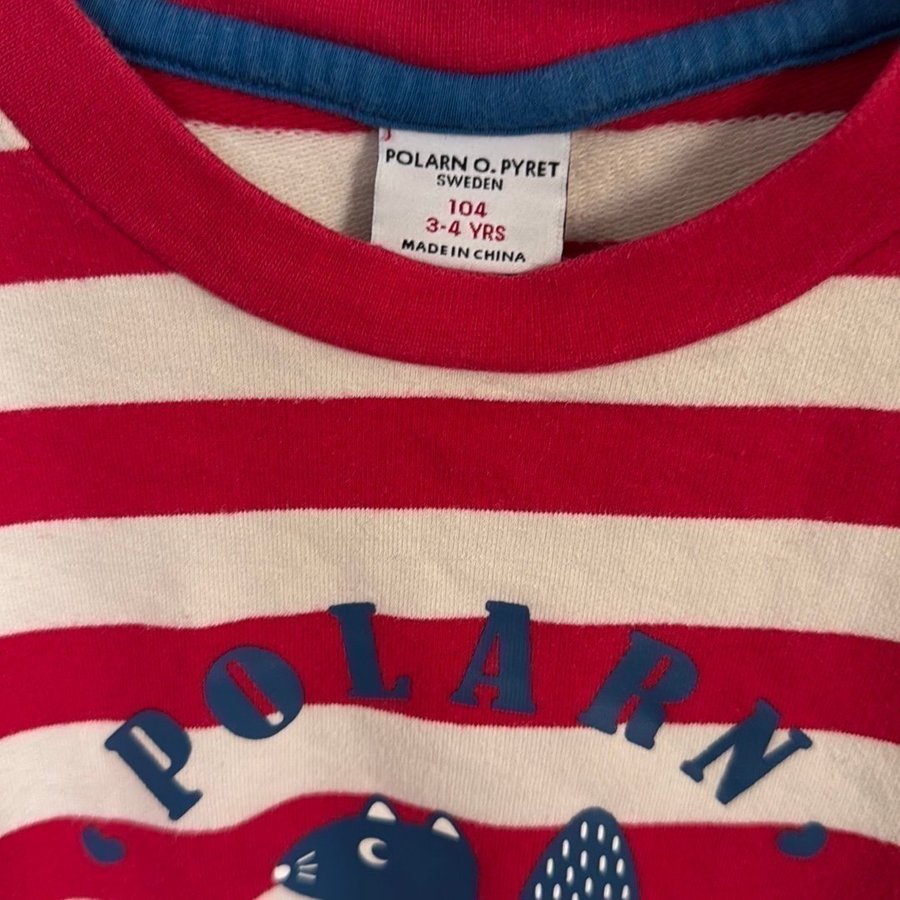 POLARN O. PYRET
SWEDEN
104
3-4 YRS
MADE IN CHINA
POLARN